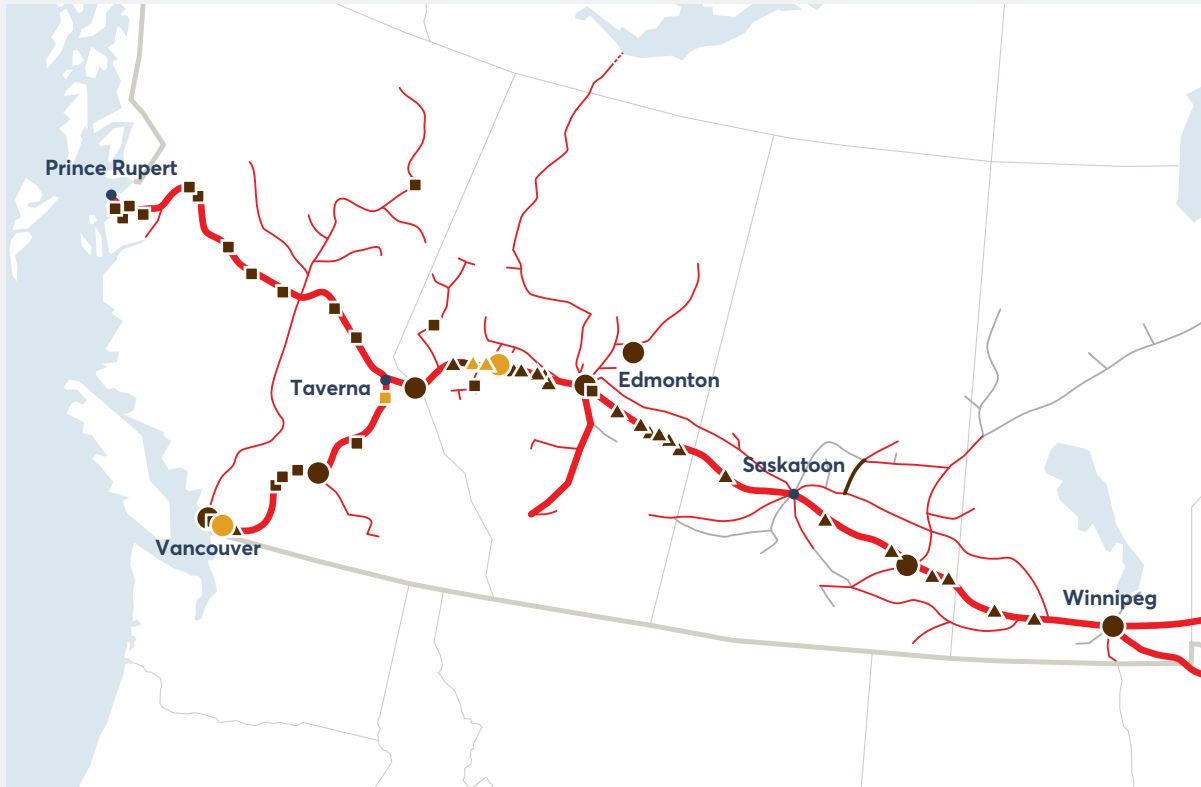 Prince Rupert
Taverna
Edmonton
Saskatoon
Vancouver
Winnipeg